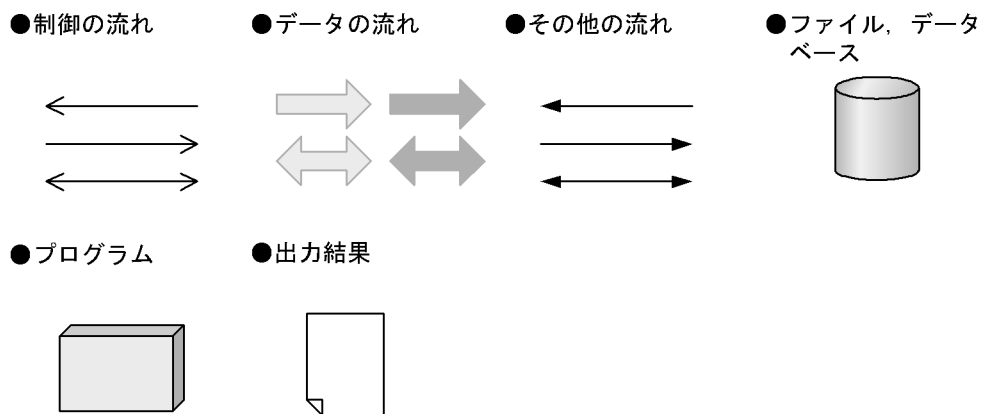 ●制御の流れ
●データの流れ
●その他の流れ
●ファイル，データ
ベース
●プログラム
●出力結果